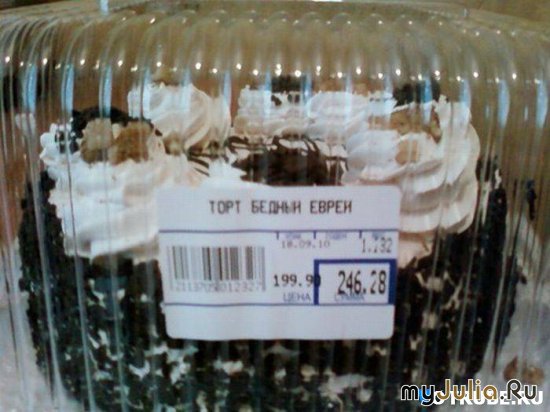 ТОРТ БЕДНЫЙ ЕВРЕЙ
18.09.10
1.232
199.90
246.28
ЦЕНА
СУММА
myJulia.Ru